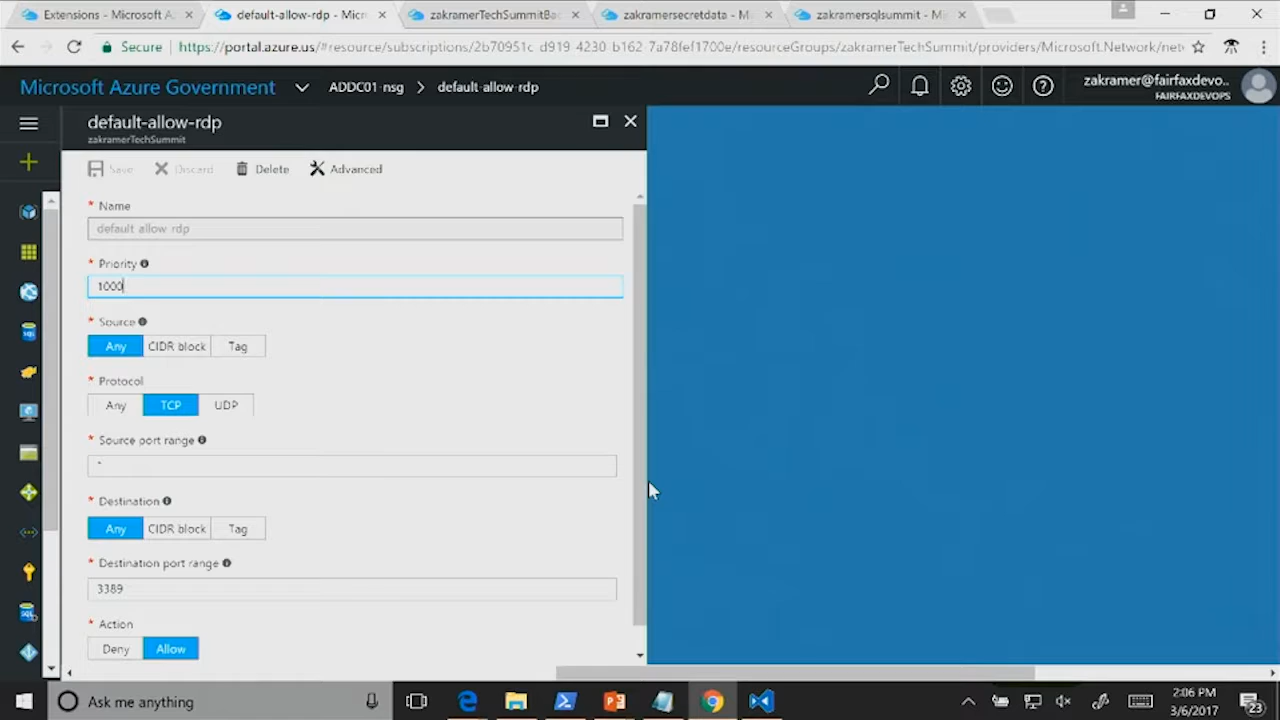 Extensions - Microsoft A
default-allow-rdp - Micr
zakramerTechSummitBa
zakramersecretdata - M
zakramersqlsummit - Mi
Secure
https://portal.azure.us/#resource/subscriptions/2b70951c-d919-4230-b162-7a78fef1700e/resourceGroups/zakramerTechSummit/providers/Microsoft.Network/net
Microsoft Azure Government
ADDC01-nsg
default-allow-rdp
zakramer@fairfaxdevo...
FAIRFAXDEVOPS
default-allow-rdp
zakramerTechSummit
Save
Discard
Delete
Advanced
* Name
default-allow-rdp
* Priority
1000
* Source
Any
CIDR block
Tag
* Protocol
Any
TCP
UDP
* Source port range
*
* Destination
Any
CIDR block
Tag
* Destination port range
3389
* Action
Deny
Allow
Ask me anything
2:06 PM
3/6/2017
23